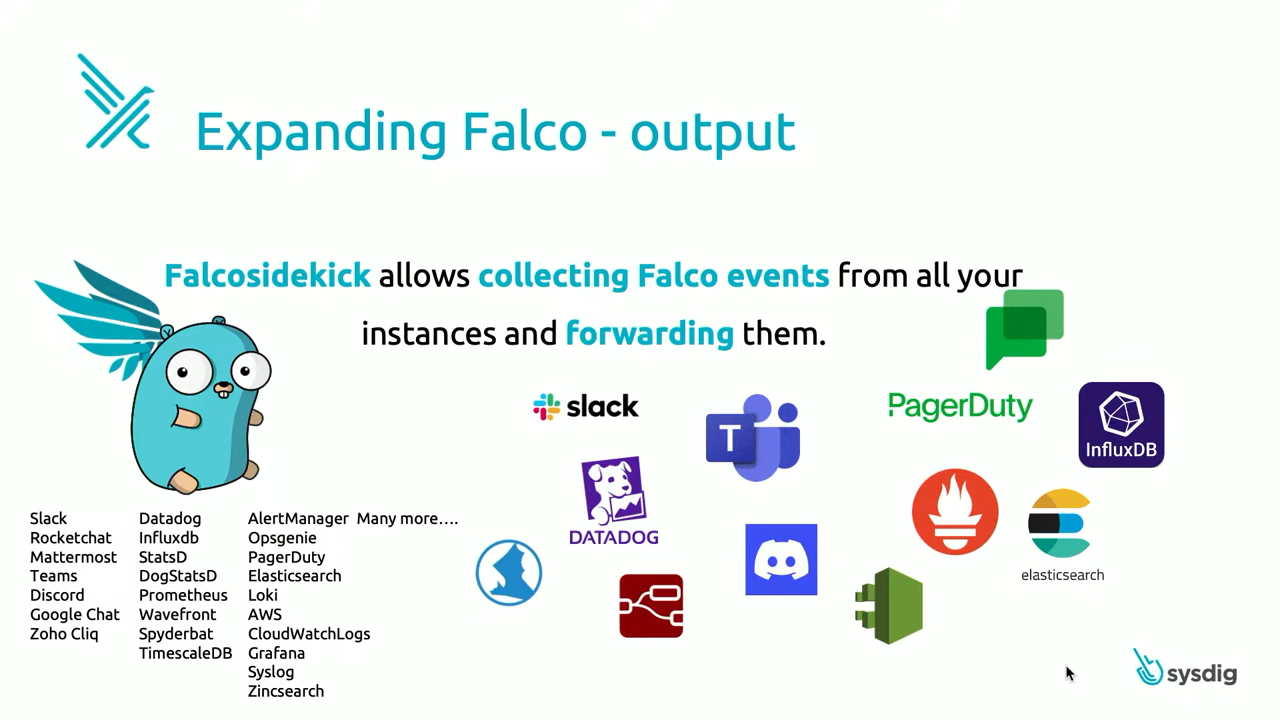 Expanding Falco - output
Falcosidekick allows collecting Falco events from all your
instances and forwarding them.
slack
T
PagerDuty
InfluxDB
DATADOG
elasticsearch
Slack
Rocketchat
Mattermost
Teams
Discord
Google Chat
Zoho Cliq
Datadog
Influxdb
StatsD
DogStatsD
Prometheus
Wavefront
Spyderbat
TimescaleDB
AlertManager
Opsgenie
PagerDuty
Elasticsearch
Loki
AWS
CloudWatchLogs
Grafana
Syslog
Zincsearch
Many more....
sysdig